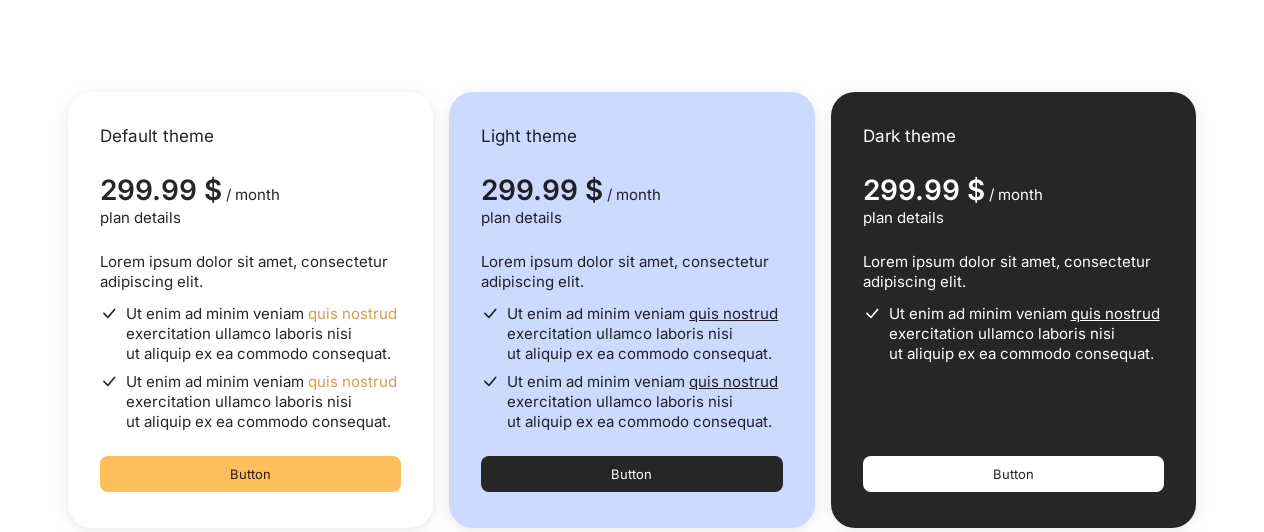 Default theme
299.99 $ / month
plan details
Lorem ipsum dolor sit amet, consectetur
adipiscing elit.
Ut enim ad minim veniam quis nostrud
exercitation ullamco laboris nisi
ut aliquip ex ea commodo consequat.
Ut enim ad minim veniam quis nostrud
exercitation ullamco laboris nisi
ut aliquip ex ea commodo consequat.
Button
Light theme
299.99 $ / month
plan details
Lorem ipsum dolor sit amet, consectetur
adipiscing elit.
Ut enim ad minim veniam quis nostrud
exercitation ullamco laboris nisi
ut aliquip ex ea commodo consequat.
Ut enim ad minim veniam quis nostrud
exercitation ullamco laboris nisi
ut aliquip ex ea commodo consequat.
Button
Dark theme
299.99 $ / month
plan details
Lorem ipsum dolor sit amet, consectetur
adipiscing elit.
Ut enim ad minim veniam quis nostrud
exercitation ullamco laboris nisi
ut aliquip ex ea commodo consequat.
Button